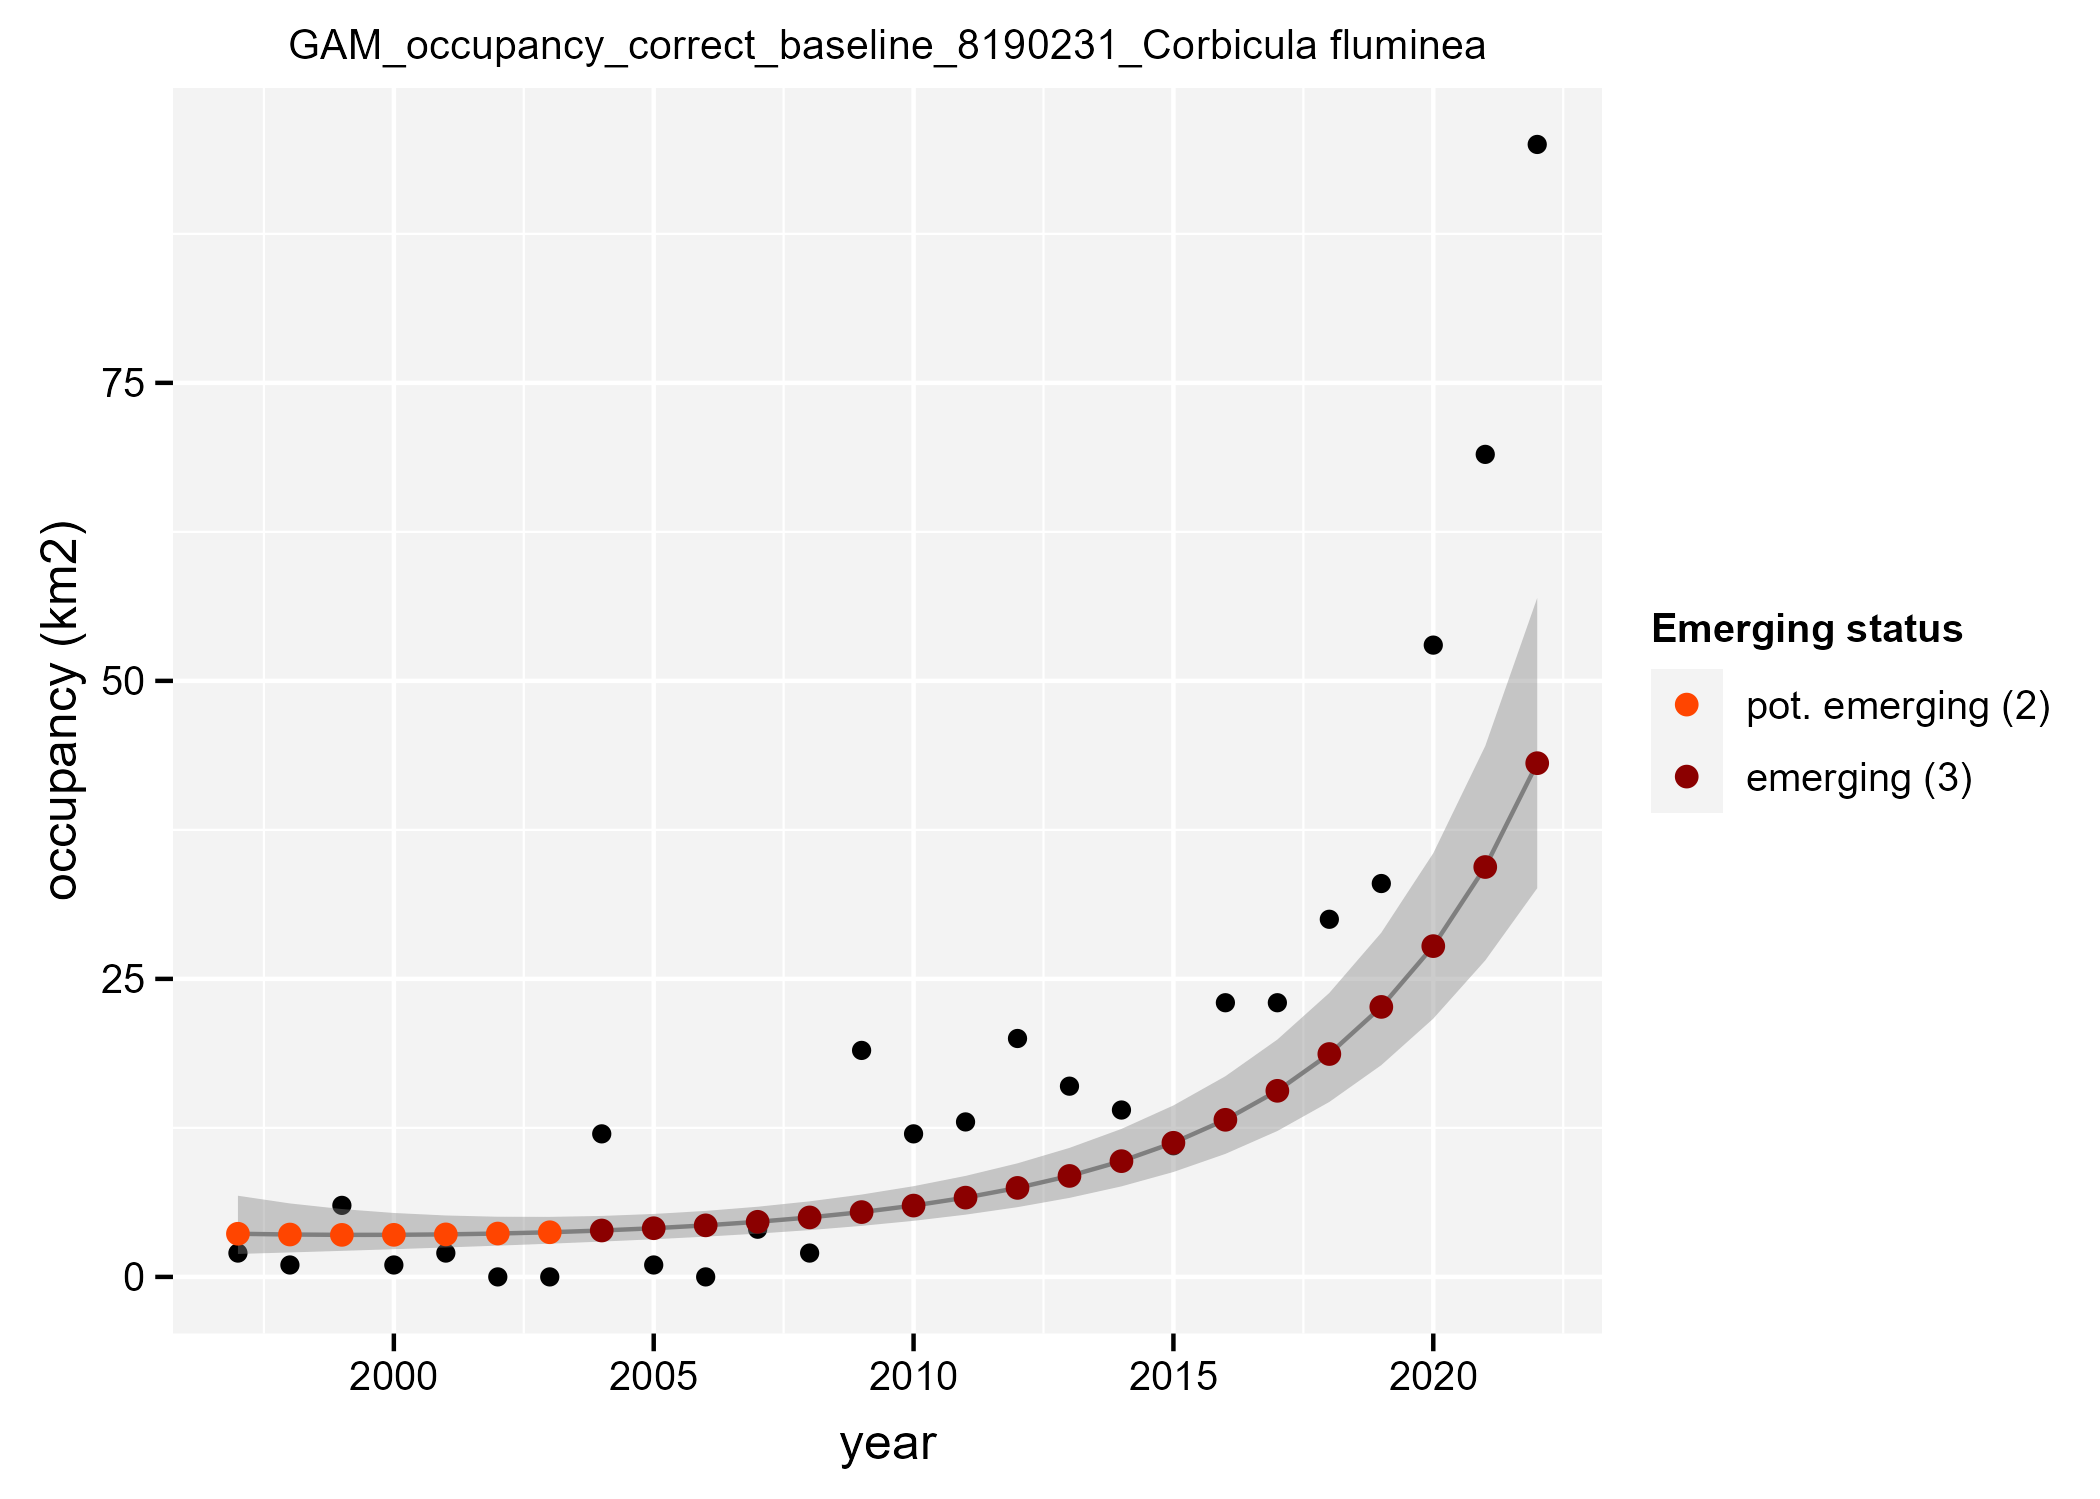 GAM_occupancy_correct_baseline_8190231_Corbicula fluminea
occupancy (km2)
75
50
25
0
2000 2005 2010 2015 2020
year
Emerging status
pot. emerging (2)
emerging (3)